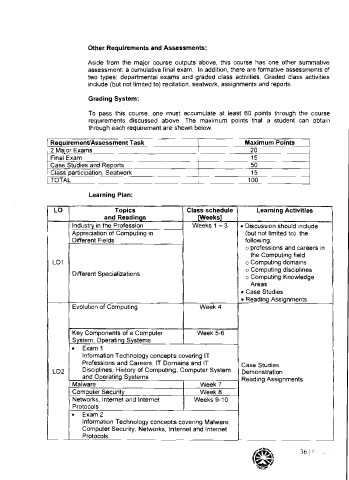 Other Requirements and Assessments:
Aside from the major course outputs above, this course has one other summative
assessment: a cumulative final exam. In addition, there are formative assessments of
two types: departmental exams and graded class activities. Graded class activities
include (but not limited to) recitation, seatwork, assignments and reports.
Grading System:
To pass this course, one must accumulate at least 60 points through the course
requirements discussed above. The maximum points that a student can obtain
through each requirement are shown below.
Requirement/Assessment Task Maximum Points
2 Major Exams 20
Final Exam 15
Case Studies and Reports 50
Class participation, Seatwork 15
TOTAL 100
Learning Plan:
LO Topics and Readings Class schedule [Weeks] Learning Activities
LO1
Industry in the Profession Weeks 1 – 3
Appreciation of Computing in
Different Fields
Different Specializations
• Discussion should include
(but not limited to) the
following:
o professions and careers in
the Computing field
o Computing domains
o Computing disciplines
o Computing Knowledge
Areas
• Case Studies
• Reading Assignments
LO2
Evolution of Computing Week 4
Key Components of a Computer Week 5-6
System, Operating Systems
• Exam 1
Information Technology concepts covering IT
Professions and Careers, IT Domains and IT
Disciplines, History of Computing, Computer System
and Operating Systems
Malware Week 7
Computer Security Week 8
Networks, Internet and Internet Weeks 9-10
Protocols
• Exam 2
Information Technology concepts covering Malware
Computer Security, Networks, Internet and Internet
Protocols
Case Studies
Demonstration
Reading Assignments
36 |